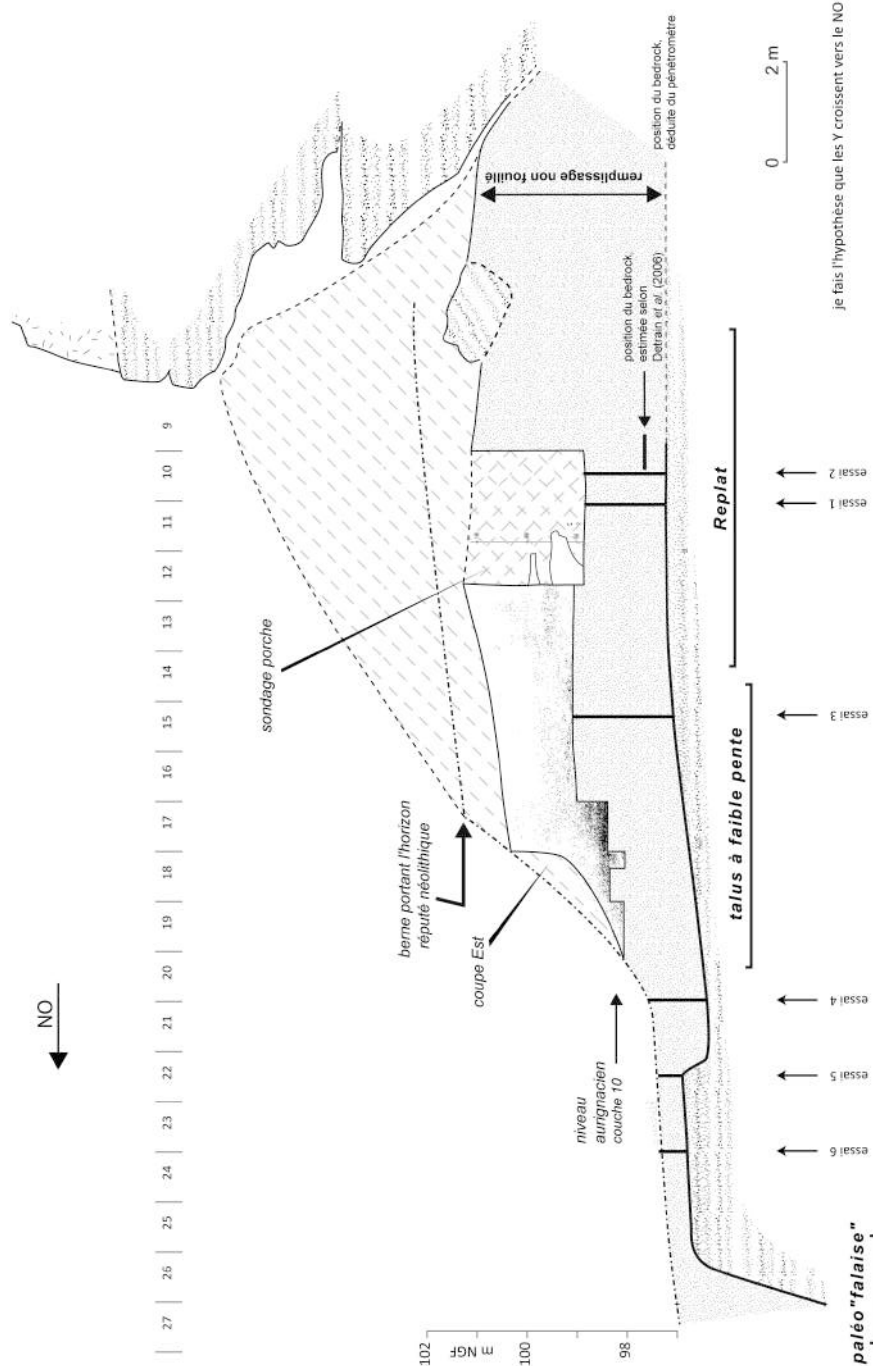 NO
27 26 25 24 23 22 21 20 19 18 17 16 15 14 13 12 11 10 9
sondage porche
berne portant l'horizon
réputé néolithique
coupe Est
niveau
aurignacien
couche 10
102
m NGF
100
98
remplissage non fouillé
position du bedrock,
estimée selon
Detrain et al. (2006)
position du bedrock,
déduite du pénétromètre
Replat
talus à faible pente
paléo "falaise"
essai 6
essai 5
essai 4
essai 3
essai 1
essai 2
0 2 m
je fais l'hypothèse que les Y croissent vers le NO